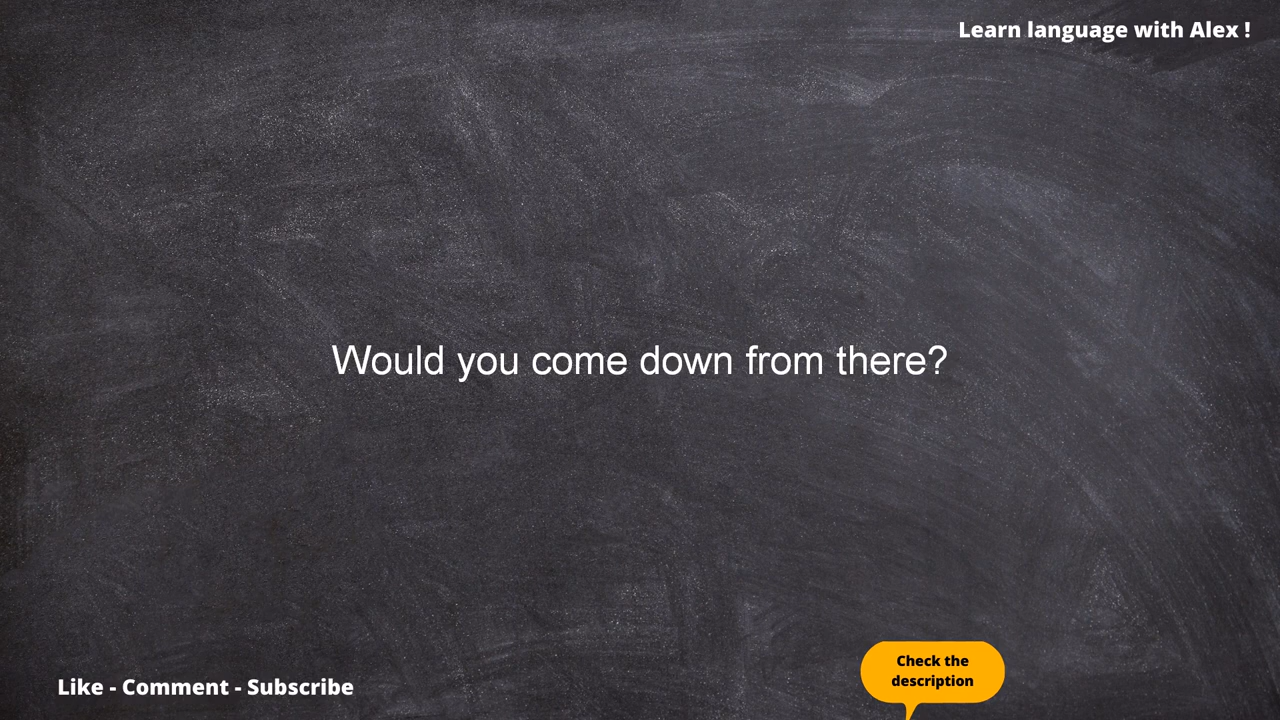 Learn language with Alex !
Would you come down from there?
Check the
description
Like - Comment - Subscribe